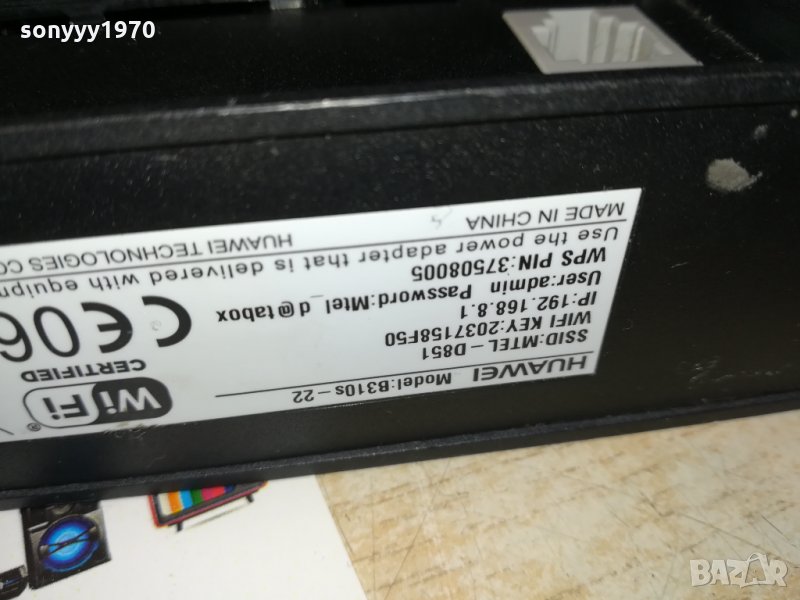 sonyyy1970
HUAWEI Model:B310s-22
SSID:MTEL-D851
WIFI KEY:2037158F50
IP:192.168.8.1
User:admin Password:Mtel_d@tabox
WPS PIN:37508005
Use the power adapter that is delivered with
HUAWEI TECHNOLOGIES
MADE IN CHINA
WiFi®
CERTIFIED
CE06
BAZAR